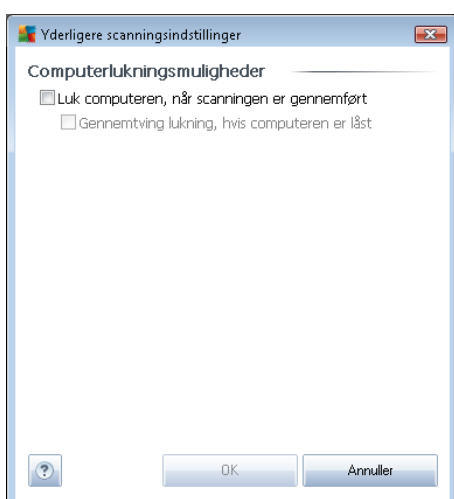 Yderligere scanningsindstillinger
Computerlukningsmuligheder
Luk computeren, når scanningen er gennemført
Gennemtving lukning, hvis computeren er låst
?
OK
Annuller